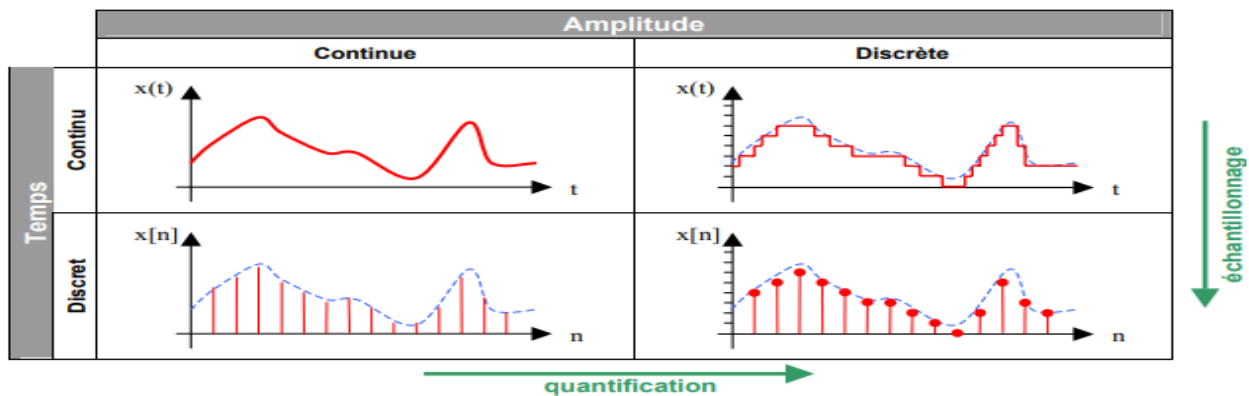 Amplitude
Continue
Discrète
Temps
Continu
x(t)
t
x(t)
t
échantillonnage
Discret
x[n]
n
x[n]
n
quantification